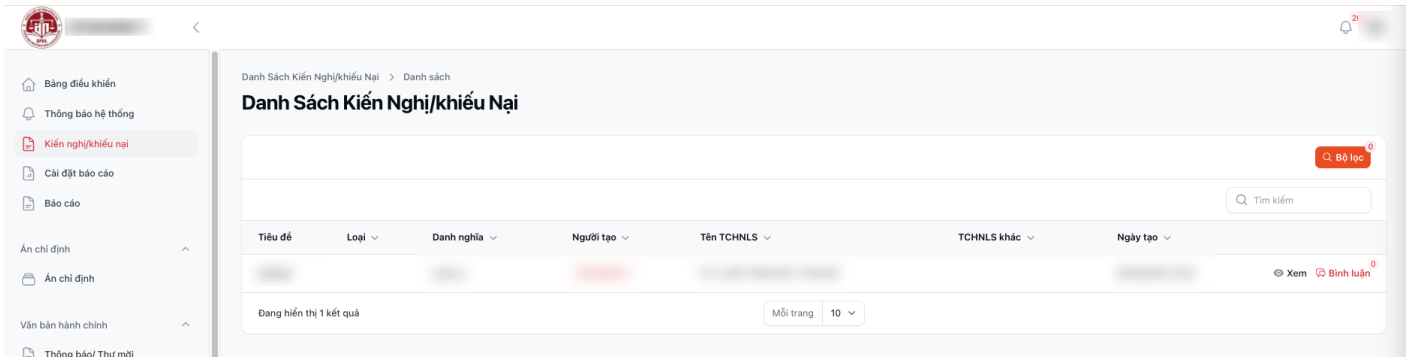 Danh Sách Kiến Nghị/khiếu Nại > Danh sách
Danh Sách Kiến Nghị/khiếu Nại
Bảng điều khiển
Thông báo hệ thống
Kiến nghị/khiếu nại
Cài đặt báo cáo
Báo cáo
Án chỉ định
Án chỉ định
Văn bản hành chính
Thông báo/ Thư mời
0
Bộ lọc
Tìm kiếm
Tiêu đề Loại Danh nghĩa Người tạo Tên TCHNLS TCHNLS khác Ngày tạo
Xem Bình luận 0
Đang hiển thị 1 kết quả Mỗi trang 10